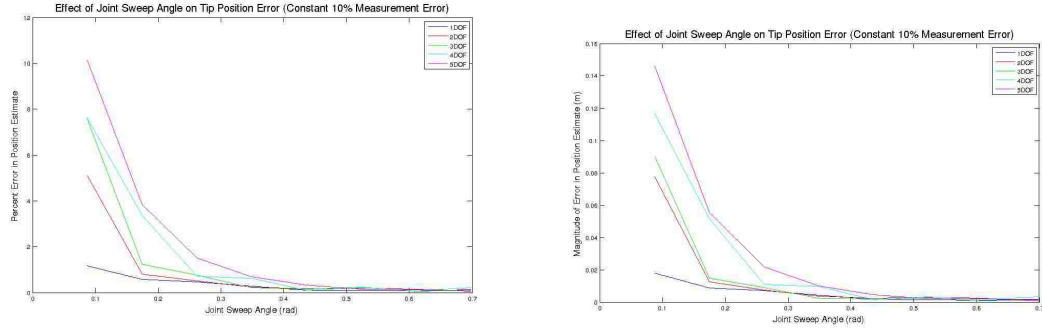 Effect of Joint Sweep Angle on Tip Position Error (Constant 10% Measurement Error)
12
10
8
6
4
2
0
Percent Error in Position Estimate
0 0.1 0.2 0.3 0.4 0.5 0.6 0.7
Joint Sweep Angle (rad)
1DOF
2DOF
3DOF
4DOF
5DOF
Effect of Joint Sweep Angle on Tip Position Error (Constant 10% Measurement Error)
0.16
0.14
0.12
0.1
0.08
0.06
0.04
0.02
0
Magnitude of Error in Position Estimate (m)
0 0.1 0.2 0.3 0.4 0.5 0.6 0.7
Joint Sweep Angle (rad)
1DOF
2DOF
3DOF
4DOF
5DOF